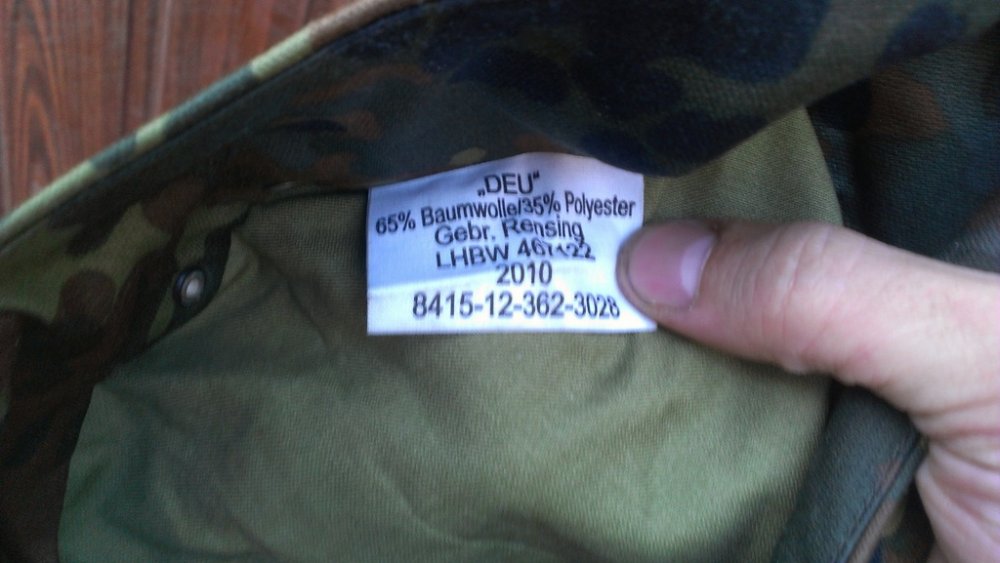 „DEU“
65% Baumwolle/35% Polyester
Gebr. Rensing
LHBW
2010
8415-12-362-3028